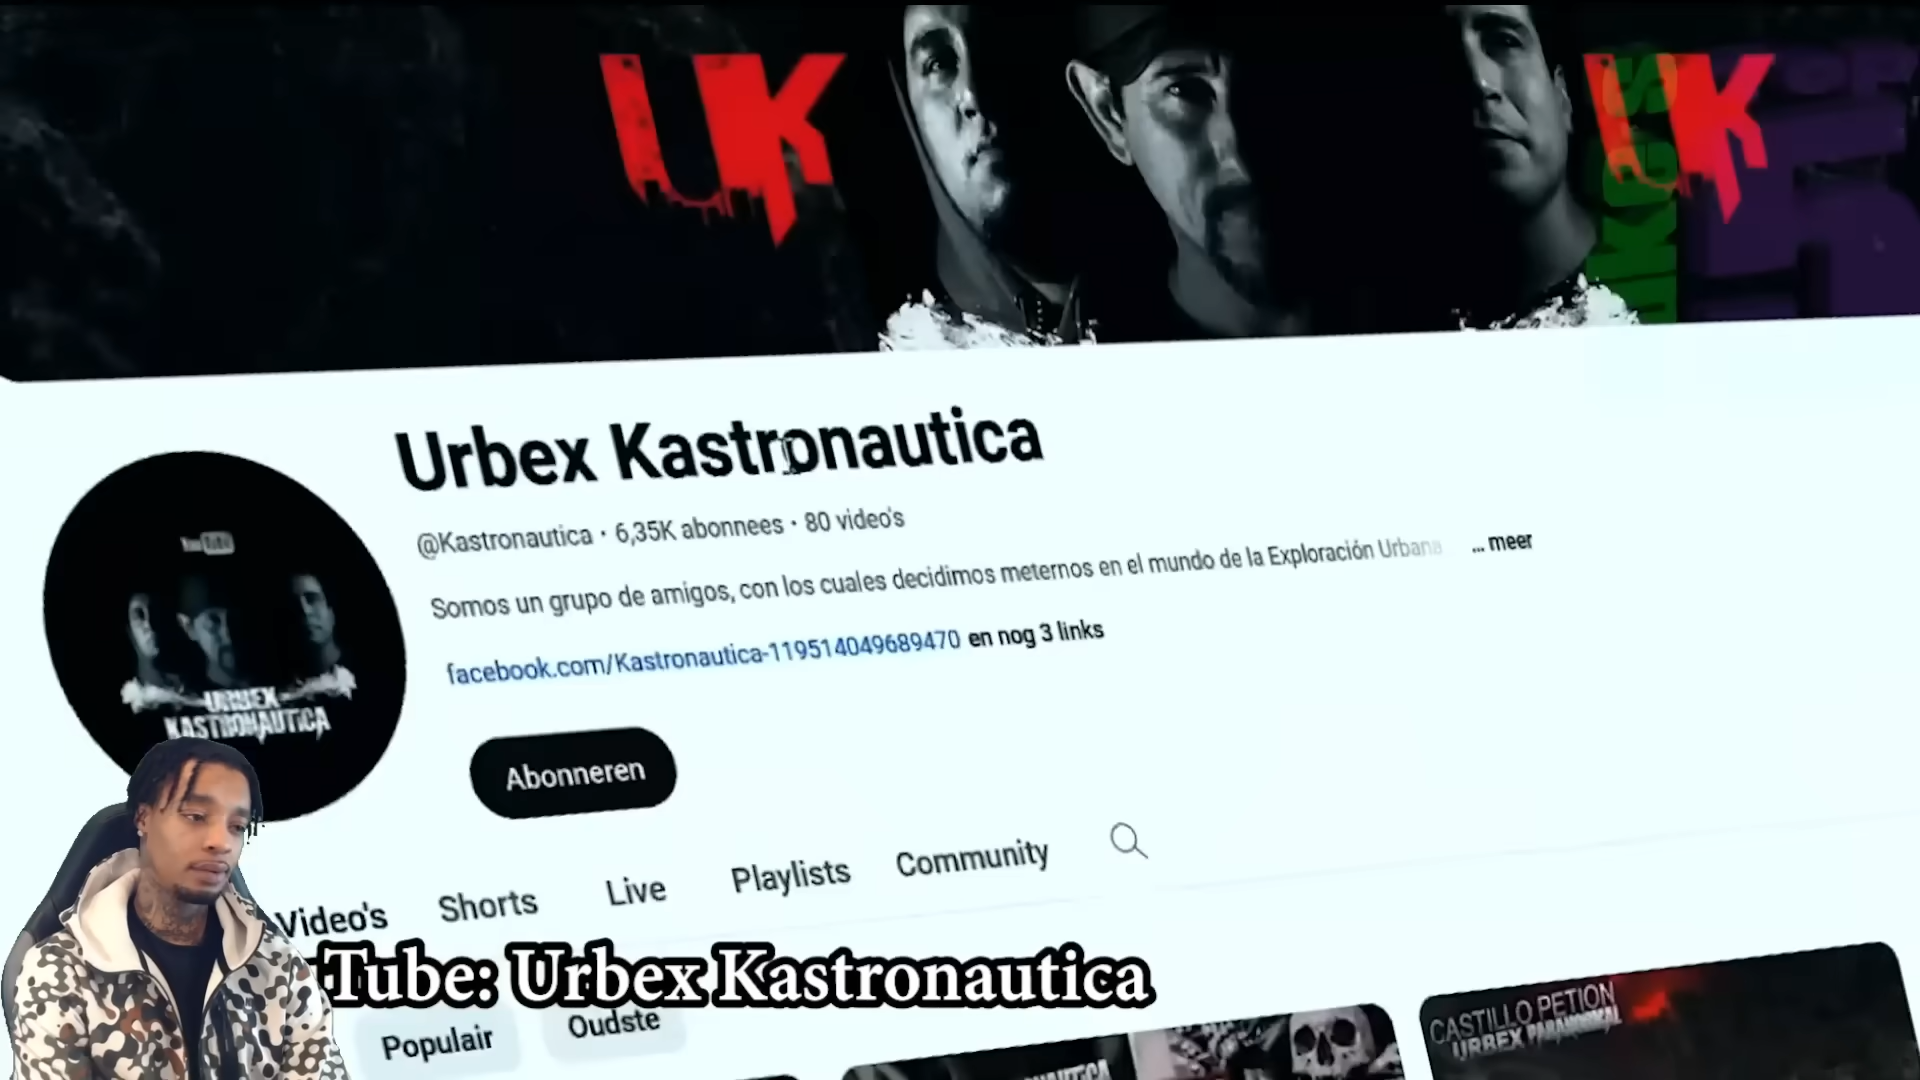 UK
UK
Urbex Kastronautica
@Kastronautica · 6,35K abonnees · 80 video's
Somos un grupo de amigos, con los cuales decidimos meternos en el mundo de la Exploración Urbana ... meer
facebook.com/Kastronautica-119514049689470 en nog 3 links
URBEX
KASTRONAUTICA
Abonneren
Video's Shorts Live Playlists Community
Tube: Urbex Kastronautica
Populair Oudste
CASTILLO PETION
URBEX PARANORMAL